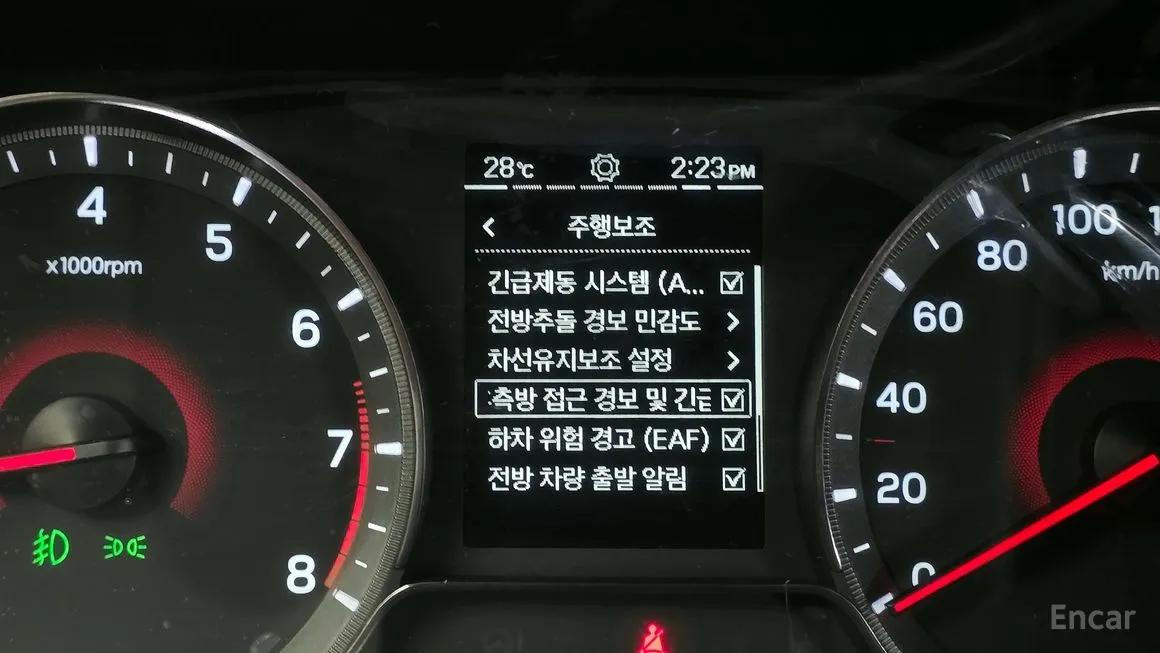 28°C
2:23PM
주행보조
긴급제동 시스템 (A...
전방추돌 경보 민감도
차선유지보조 설정
측방 접근 경보 및 긴급
하차 위험 경고 (EAF)
전방 차량 출발 알림
4
5
6
7
8
x1000rpm
100
80
60
40
20
0
km/h
Encar